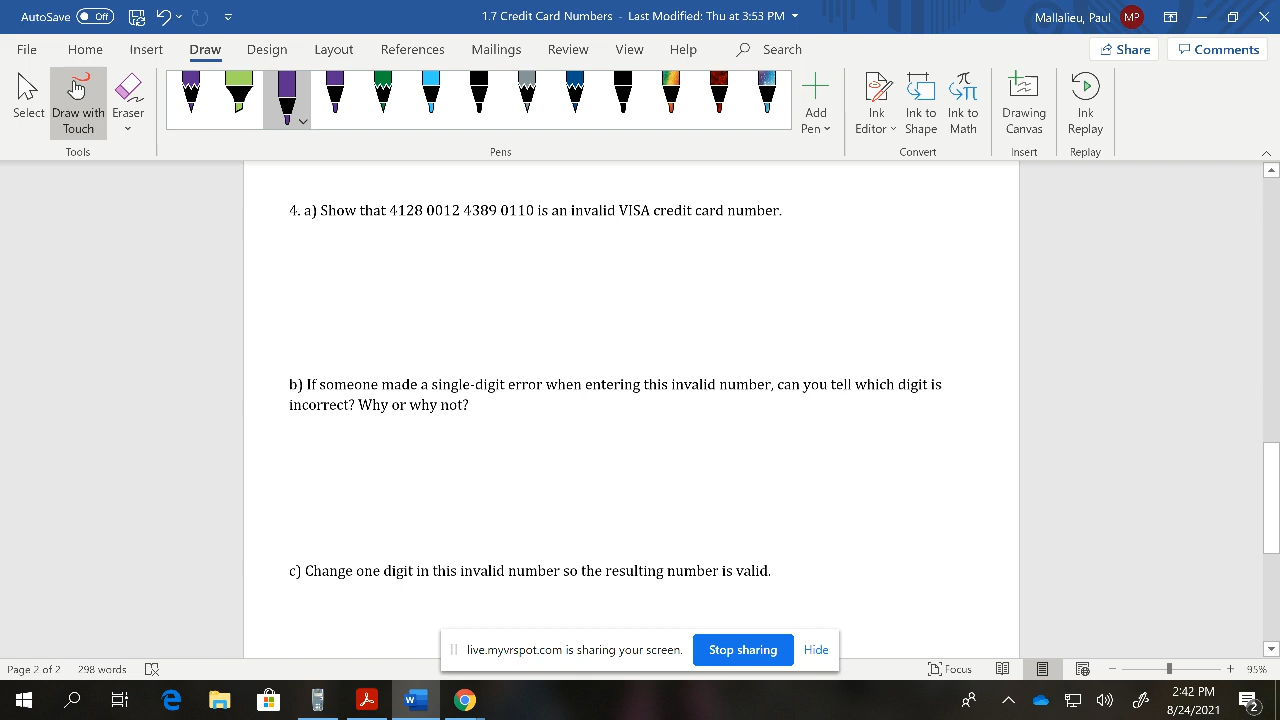 AutoSave Off 1.7 Credit Card Numbers - Last Modified: Thu at 3:53 PM Mallalieu, Paul MP
File Home Insert Draw Design Layout References Mailings Review View Help Search Share Comments
Select Draw with Touch Eraser Add Pen Ink Editor Ink to Shape Ink to Math Drawing Canvas Ink Replay
Tools Pens Convert Insert Replay
4. a) Show that 4128 0012 4389 0110 is an invalid VISA credit card number.
b) If someone made a single-digit error when entering this invalid number, can you tell which digit is
incorrect? Why or why not?
c) Change one digit in this invalid number so the resulting number is valid.
live.myvrspot.com is sharing your screen. Stop sharing Hide
Page 2 of 2 298 words Focus 95%
2:42 PM
8/24/2021 2